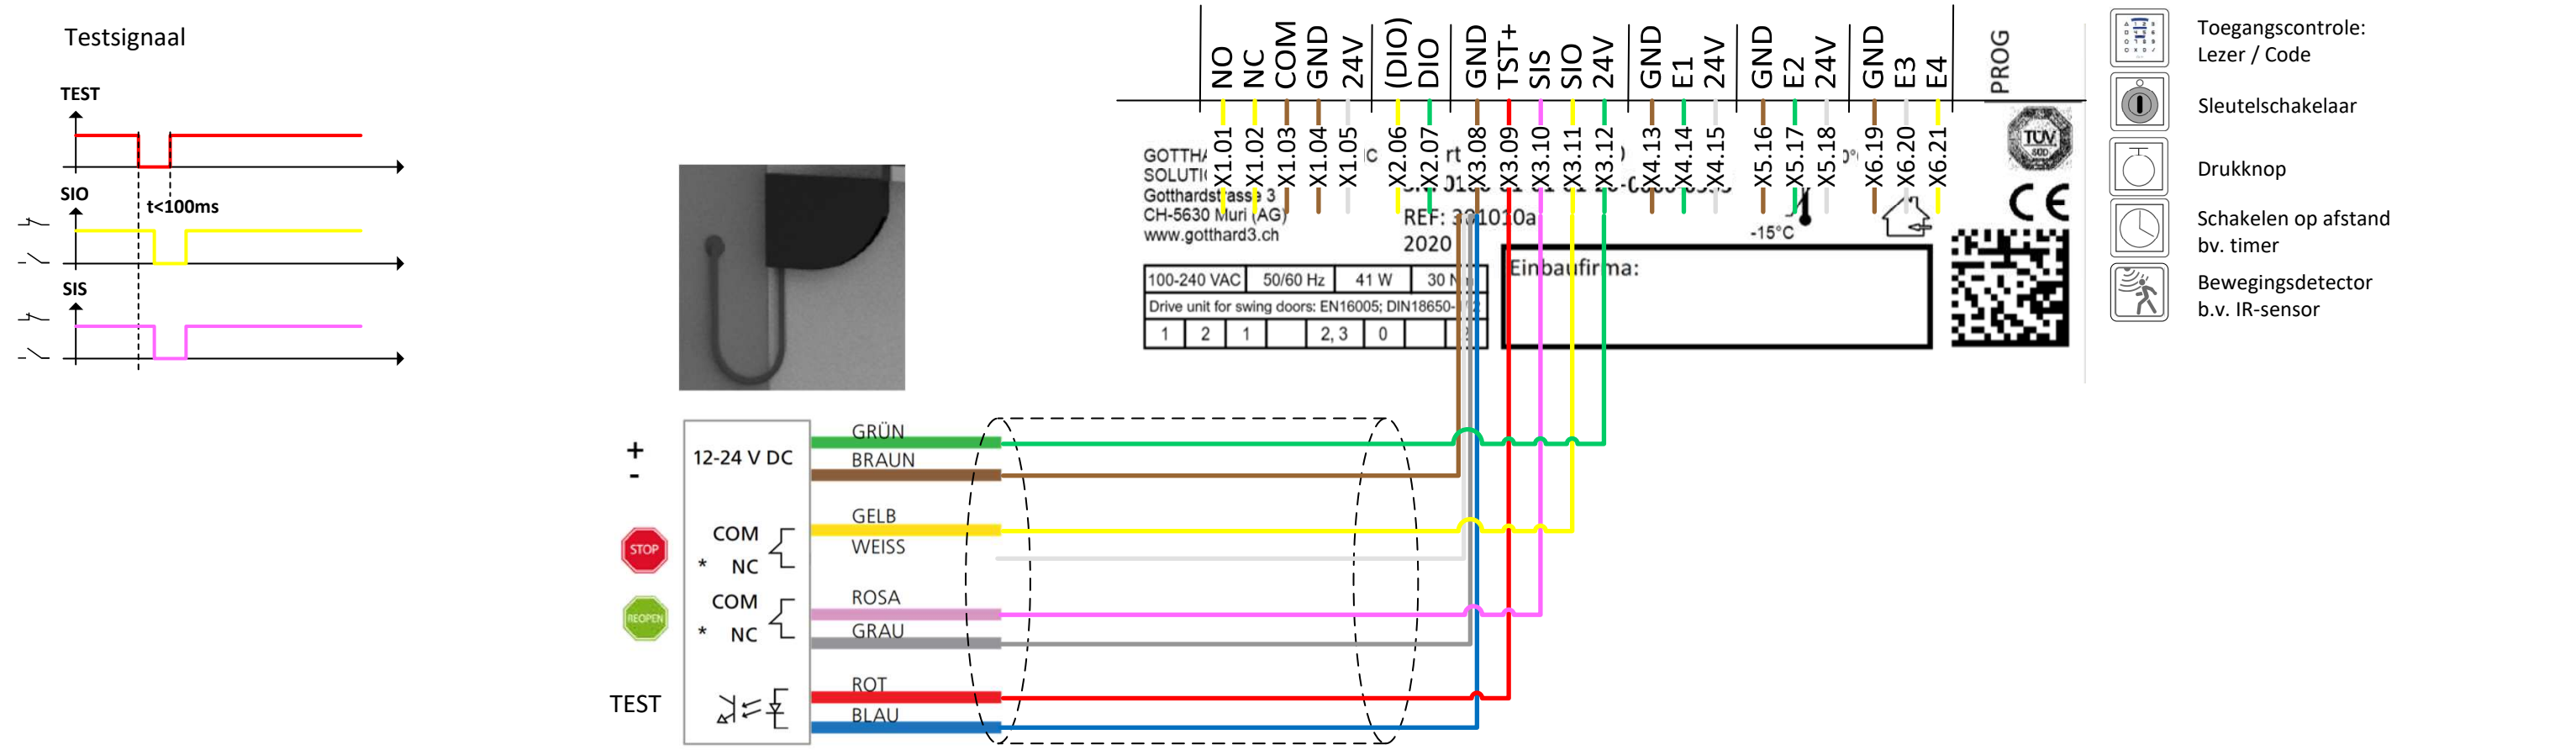 Testsignaal
TEST
SIO
t<100ms
SIS
NO
NC
COM
GND
24V
(DIO)
DIO
GND
TST+
SIS
SIO
24V
GND
E1
24V
GND
E2
24V
GND
E3
E4
PROG
X1.01
X1.02
X1.03
X1.04
X1.05
X2.06
X2.07
X3.08
X3.09
X3.10
X3.11
X3.12
X4.13
X4.14
X4.15
X5.16
X5.17
X5.18
X6.19
X6.20
X6.21
TÜV
SÜD
CE
Gotthardstrasse 3
CH-5630 Muri (AG)
www.gotthard3.ch
REF: 301010a
2020
-15°C
100-240 VAC 50/60 Hz 41 W 30 N
Drive unit for swing doors: EN16005; DIN18650-
1 2 1 2, 3 0
Einbaufirma:
Toegangscontrole:
Lezer / Code
Sleutelschakelaar
Drukknop
Schakelen op afstand
bv. timer
Bewegingsdetector
b.v. IR-sensor
+
-
12-24 V DC
GRÜN
BRAUN
STOP
COM
* NC
GELB
WEISS
REOPEN
COM
* NC
ROSA
GRAU
TEST
ROT
BLAU